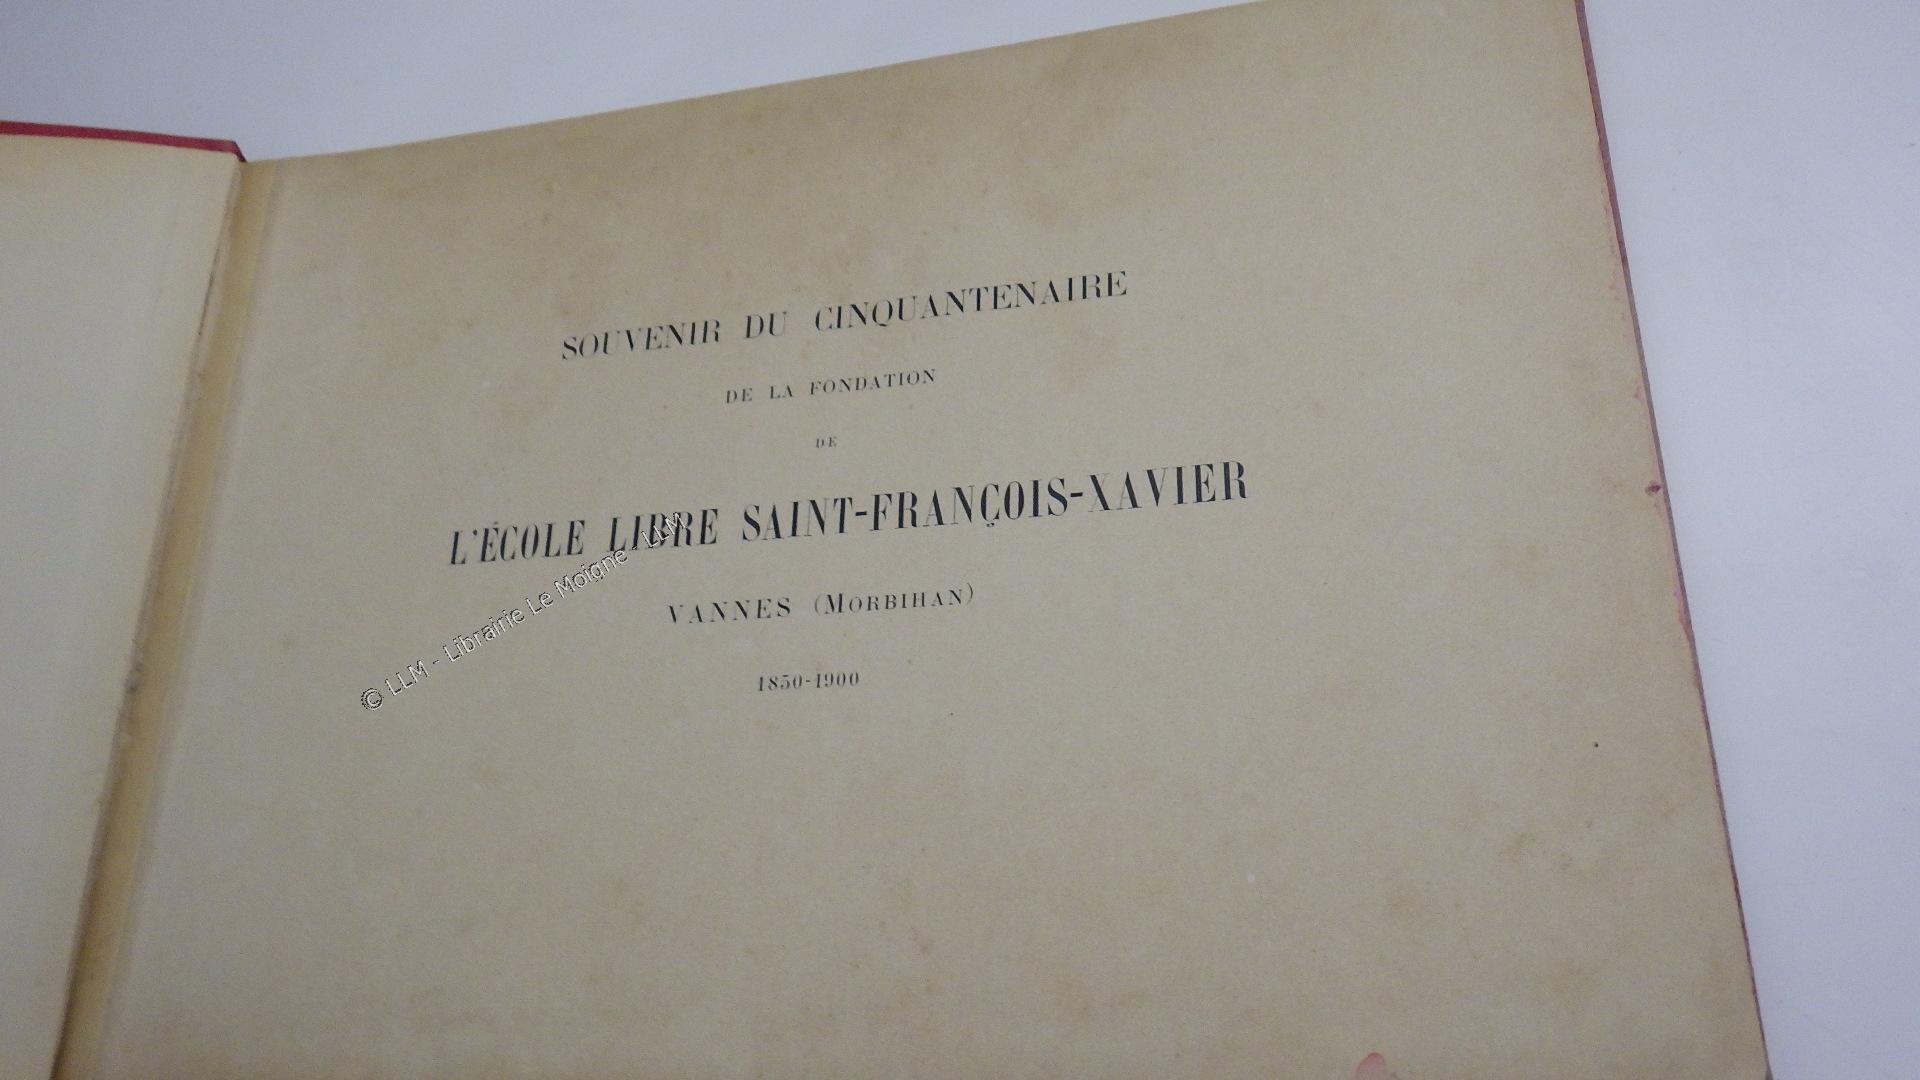 SOUVENIR DU CINQUANTENAIRE
DE LA FONDATION
DE
L'ÉCOLE LIBRE SAINT-FRANÇOIS-XAVIER
VANNES (MORBIHAN)
1850-1900
© LLM - Librairie Le Moigne - LLM